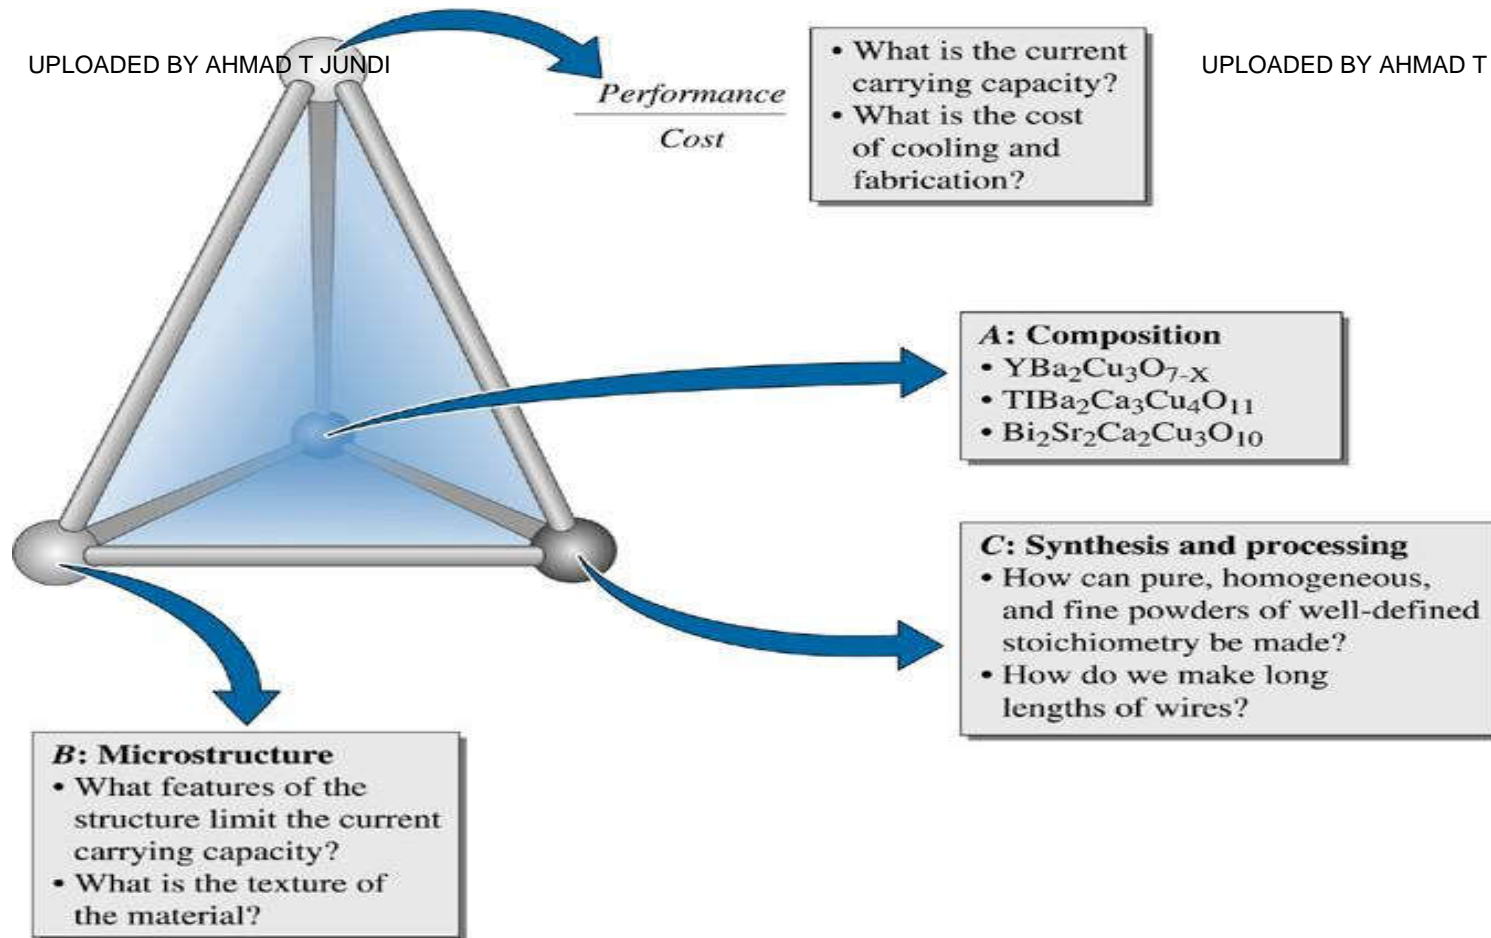 UPLOADED BY AHMAD T JUNDI
UPLOADED BY AHMAD T
Performance
Cost
• What is the current
carrying capacity?
• What is the cost
of cooling and
fabrication?
A: Composition
• YBa₂Cu₃O₇₋ₓ
• TIBa₂Ca₃Cu₄O₁₁
• Bi₂Sr₂Ca₂Cu₃O₁₀
C: Synthesis and processing
• How can pure, homogeneous,
and fine powders of well-defined
stoichiometry be made?
• How do we make long
lengths of wires?
B: Microstructure
• What features of the
structure limit the current
carrying capacity?
• What is the texture of
the material?